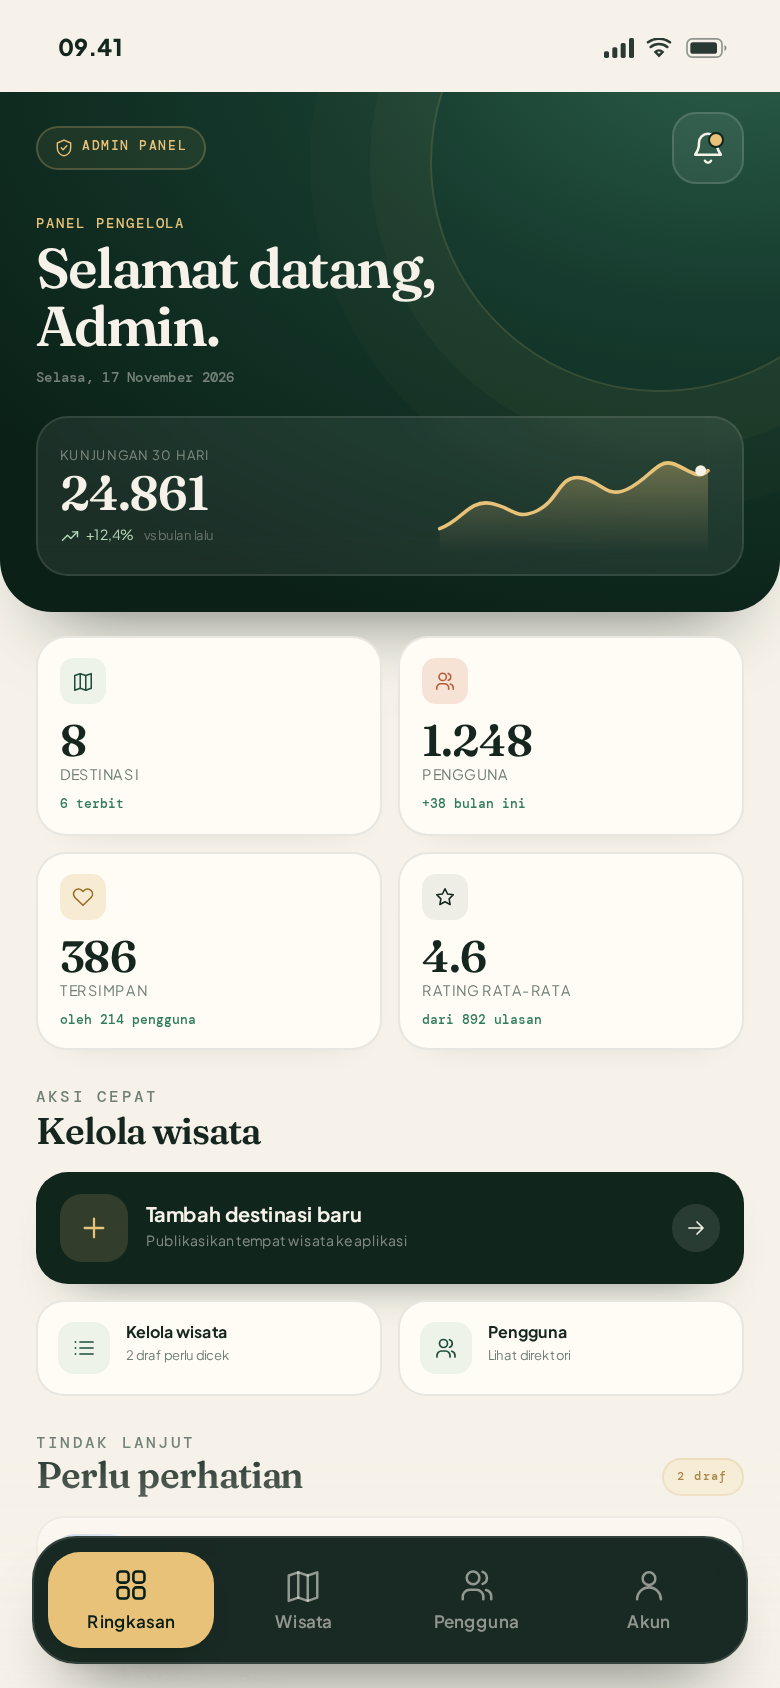 09.41
ADMIN PANEL
PANEL PENGELOLA
Selamat datang,
Admin.
Selasa, 17 November 2026
KUNJUNGAN 30 HARI
24.861
+12,4% vs bulan lalu
8
DESTINASI
6 terbit
1.248
PENGGUNA
+38 bulan ini
386
TERSIMPAN
oleh 214 pengguna
4.6
RATING RATA-RATA
dari 892 ulasan
AKSI CEPAT
Kelola wisata
Tambah destinasi baru
Publikasikan tempat wisata ke aplikasi
Kelola wisata
2 draf perlu dicek
Pengguna
Lihat direktori
TINDAK LANJUT
Perlu perhatian
2 draf
Ringkasan
Wisata
Pengguna
Akun